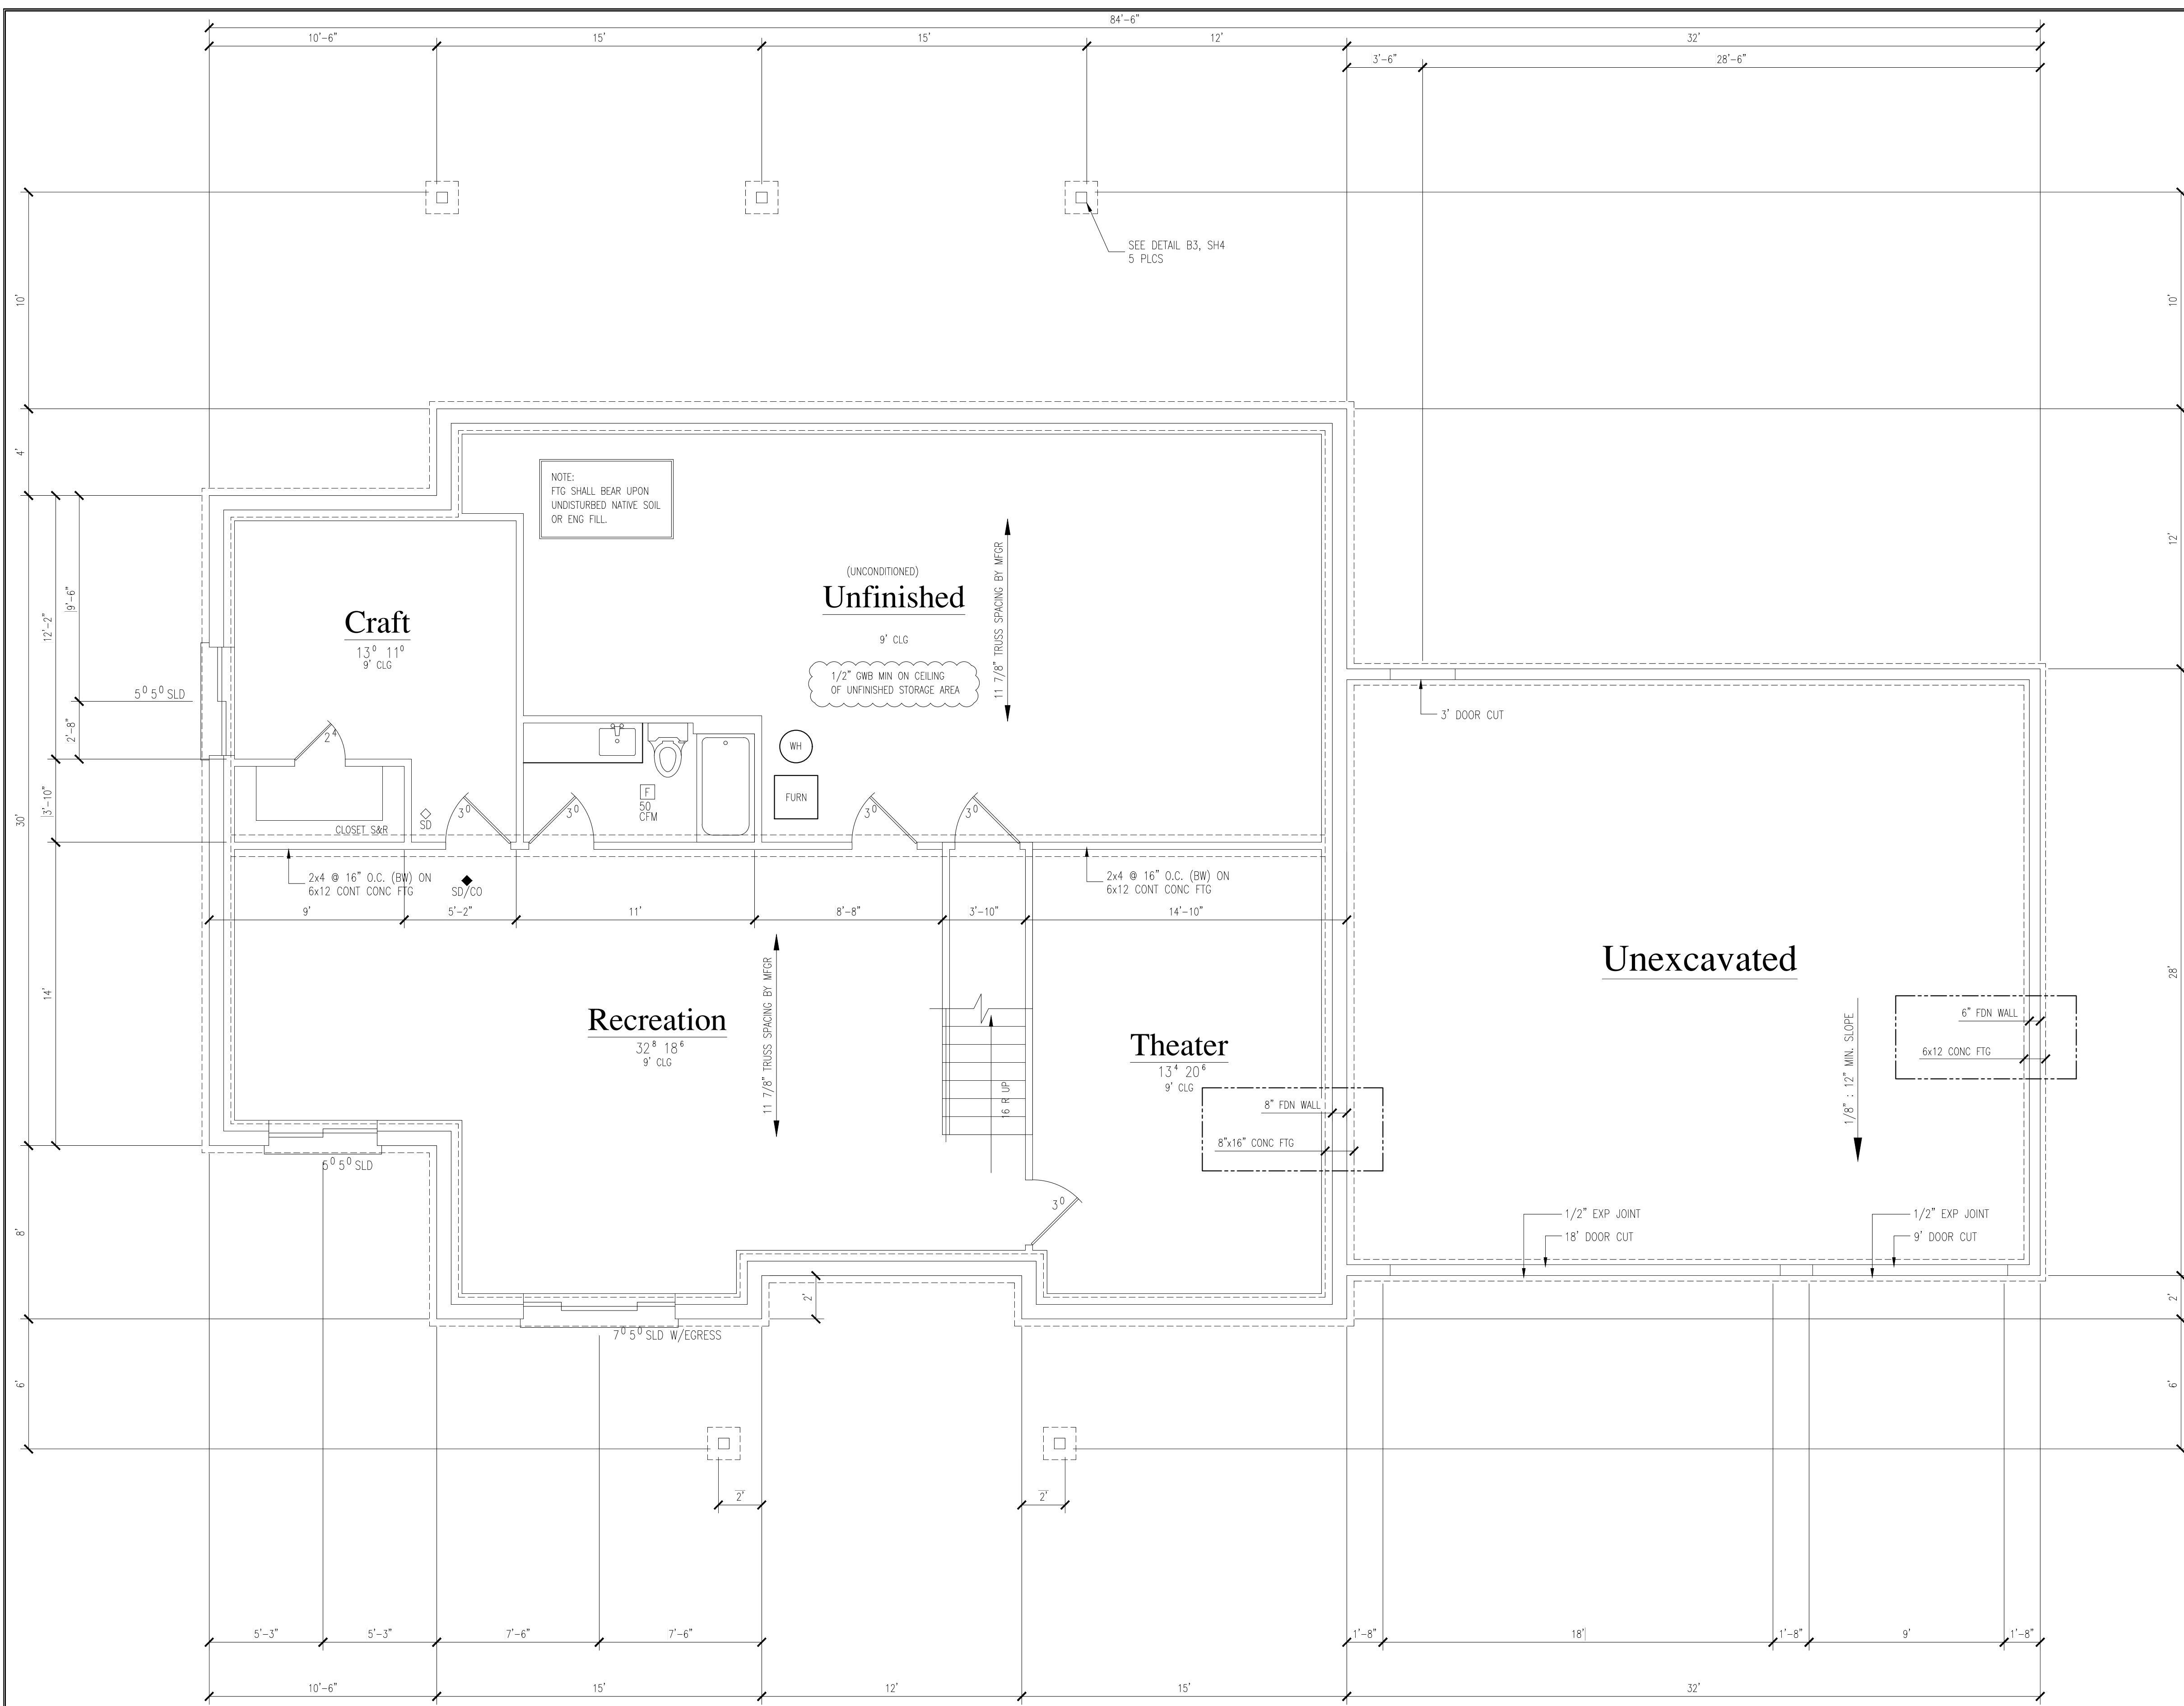 84'-6"
10'-6"
15'
15'
12'
32'
3'-6"
28'-6"
SEE DETAIL B3, SH4
5 PLCS
10'
10'
4'
12'
NOTE:
FTG SHALL BEAR UPON
UNDISTURBED NATIVE SOIL
OR ENG FILL.
(UNCONDITIONED)
Unfinished
9' CLG
1/2" GWB MIN ON CEILING
OF UNFINISHED STORAGE AREA
11 7/8" TRUSS SPACING BY MFGR
9'-6"
12'-2"
2'-8"
3'-10"
30'
14'
Craft
13⁰ 11⁰
9' CLG
5⁰ 5⁰ SLD
2⁴
3' DOOR CUT
WH
FURN
F
50
CFM
CLOSET S&R
SD
3⁰
3⁰
3⁰
3⁰
2x4 @ 16" O.C. (BW) ON
6x12 CONT CONC FTG
SD/CO
2x4 @ 16" O.C. (BW) ON
6x12 CONT CONC FTG
9'
5'-2"
11'
8'-8"
3'-10"
14'-10"
Recreation
32⁸ 18⁶
9' CLG
11 7/8" TRUSS SPACING BY MFGR
16 R UP
Theater
13⁴ 20⁶
9' CLG
8" FDN WALL
8"x16" CONC FTG
Unexcavated
28'
1/8" : 12" MIN. SLOPE
6" FDN WALL
6x12 CONC FTG
5⁰ 5⁰ SLD
3⁰
1/2" EXP JOINT
18' DOOR CUT
1/2" EXP JOINT
9' DOOR CUT
8'
2'
2'
7⁰ 5⁰ SLD W/EGRESS
6'
6'
2'
2'
5'-3"
5'-3"
7'-6"
7'-6"
1'-8"
18'
1'-8"
9'
1'-8"
10'-6"
15'
12'
15'
32'